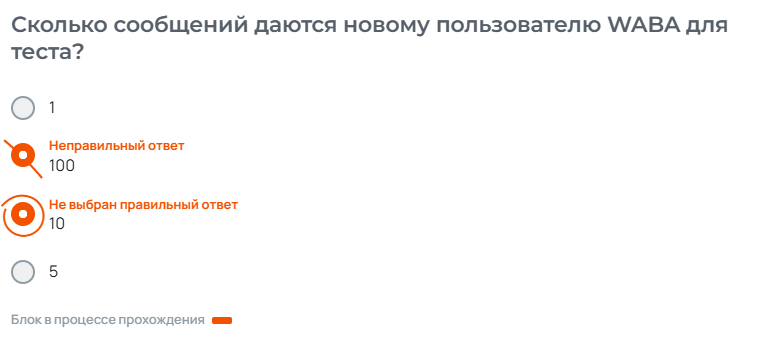 Сколько сообщений даются новому пользователю WABA для
теста?
1
Неправильный ответ
100
Не выбран правильный ответ
10
5
Блок в процессе прохождения